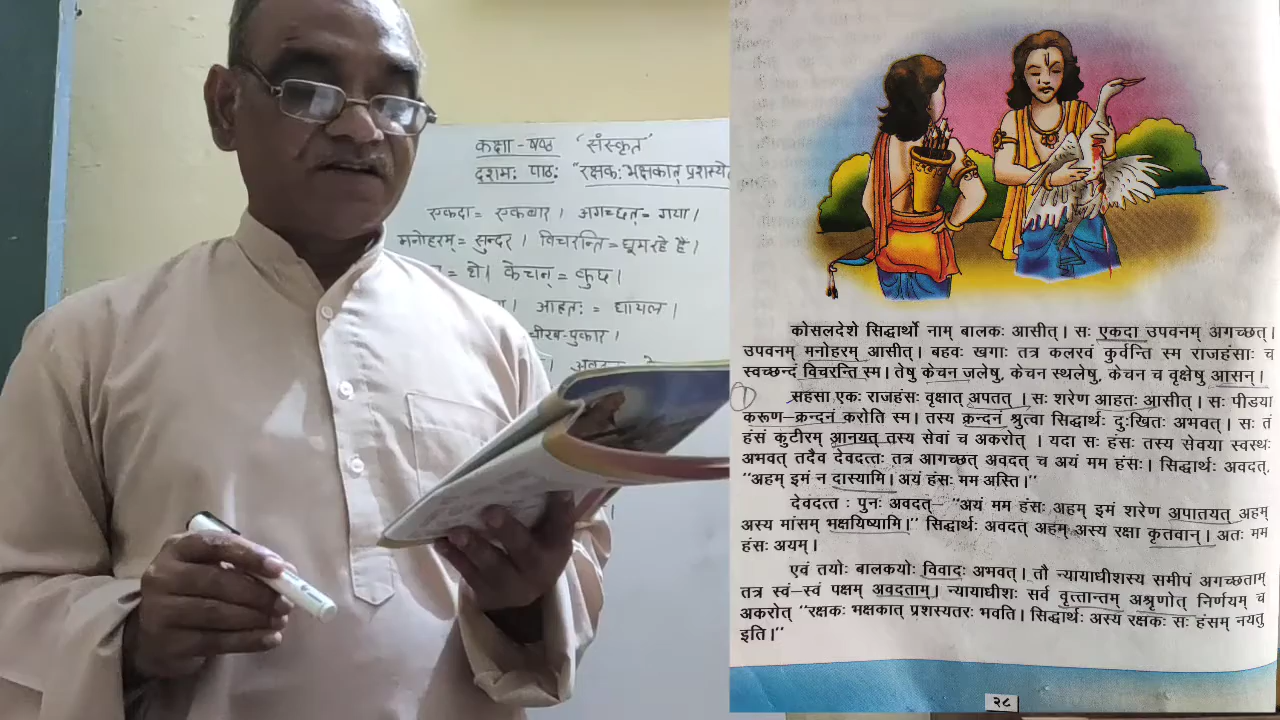 कक्षा - षष्ठ 'संस्कृत'
दशमः पाठः "रक्षकः भक्षकात् प्रशस्ये
एकदा = एकबार । अगच्छत् = गया ।
मनोहरम् = सुन्दर । विचरन्ति = घूम रहे है ।
= थे । केचन् = कुछ ।
। आहतः = घायल ।
पुकार ।
कोसलदेशे सिद्धार्थो नाम बालकः आसीत् । सः एकदा उपवनम् अगच्छत् ।
उपवनम् मनोहरम् आसीत् । बहवः खगाः तत्र कलरवं कुर्वन्ति स्म राजहंसाः च
स्वच्छन्दं विचरन्ति स्म । तेषु केचन जलेषु, केचन स्थलेषु, केचन च वृक्षेषु आसन् ।
सहसा एकः राजहंसः वृक्षात् अपतत् । सः शरेण आहतः आसीत् । सः पीडया
करूण–क्रन्दनं करोति स्म । तस्य क्रन्दनं श्रुत्वा सिद्धार्थः दुःखितः अभवत् । सः तं
हंसं कुटीरम् आनयत् तस्य सेवां च अकरोत् । यदा सः हंसः तस्य सेवया स्वस्थः
अभवत् तदैव देवदत्तः तत्र आगच्छत् अवदत् च अयं मम हंसः । सिद्धार्थः अवदत्,
"अहम् इमं न दास्यामि । अयं हंसः मम अस्ति ।"
देवदत्त : पुनः अवदत् – "अयं मम हंसः अहम् इमं शरेण अपातयत् अहम्
अस्य मांसम् भक्षयिष्यामि ।" सिद्धार्थः अवदत् अहम् अस्य रक्षा कृतवान् । अतः मम
हंसः अयम् ।
एवं तयोः बालकयोः विवादः अभवत् । तौ न्यायाधीशस्य समीपं अगच्छताम्
तत्र स्वं–स्वं पक्षम् अवदताम् । न्यायाधीशः सर्व वृत्तान्तम् अश्रृणोत् निर्णयम् च
अकरोत् "रक्षकः भक्षकात् प्रशस्यतरः भवति । सिद्धार्थः अस्य रक्षकः सः हंसम् नयतु
इति ।"
२८